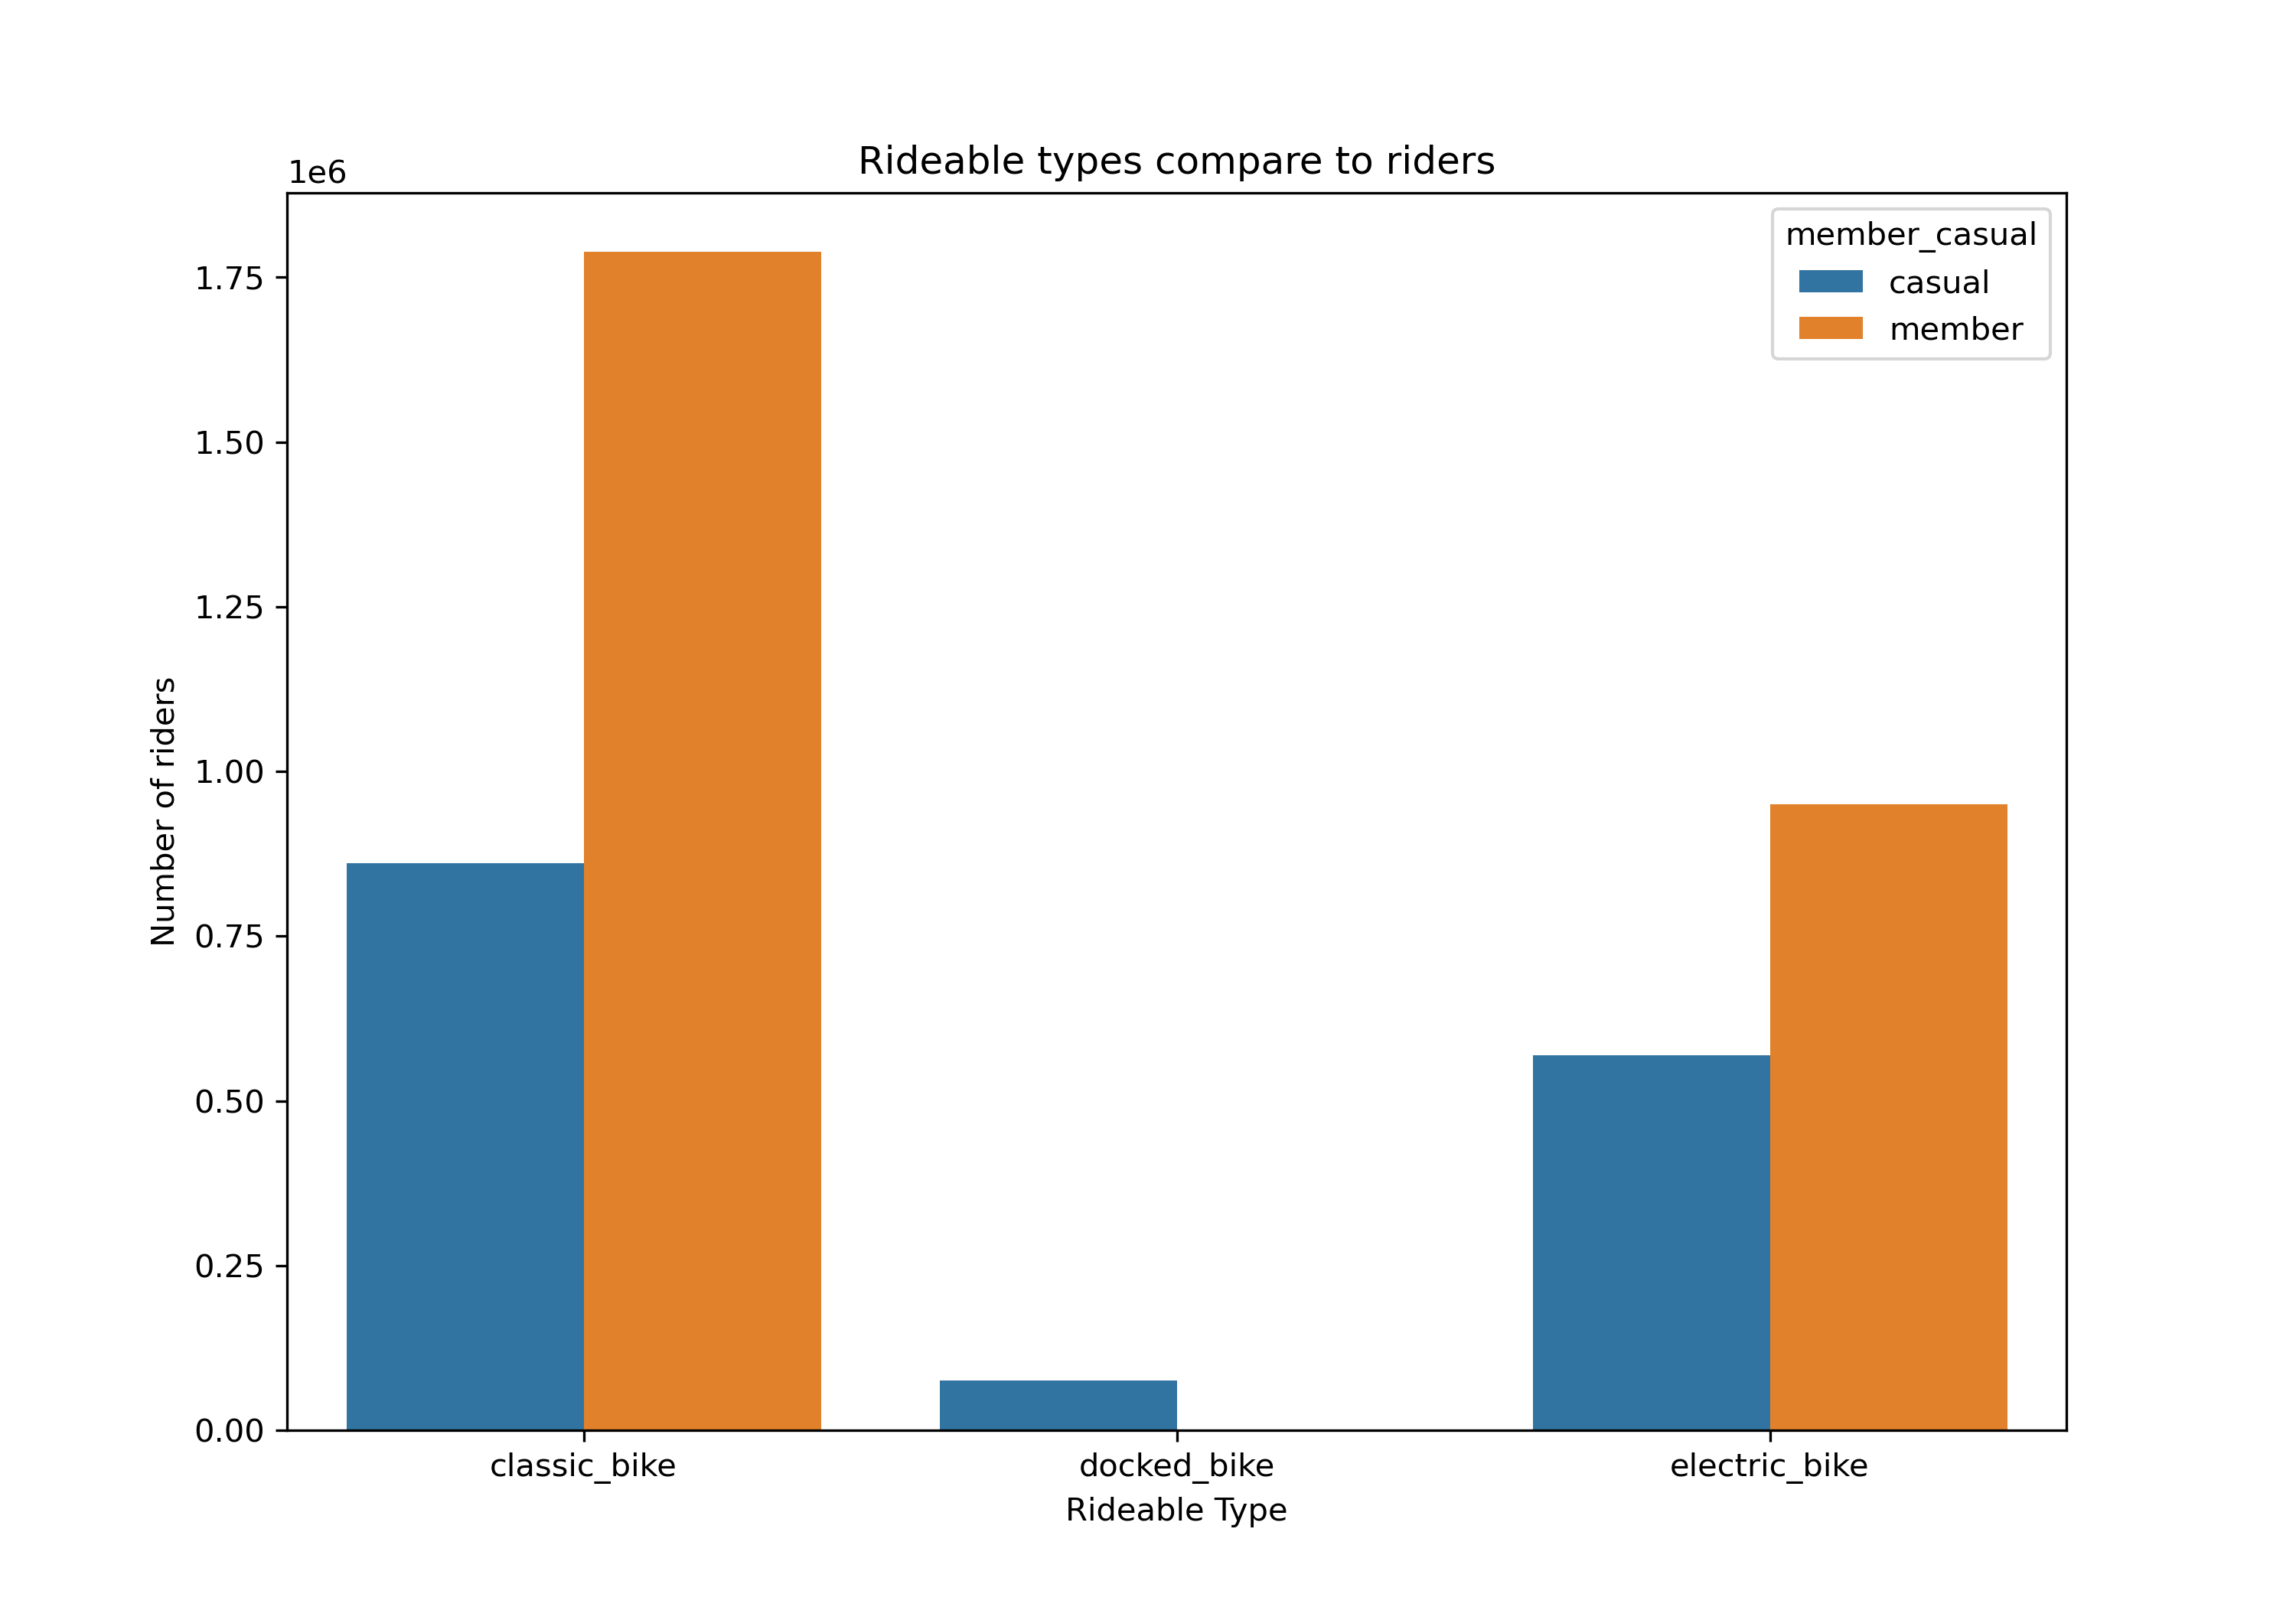 Rideable types compare to riders
1e6
member_casual
casual
member
1.75
1.50
1.25
1.00
0.75
0.50
0.25
0.00
Number of riders
classic_bike docked_bike electric_bike
Rideable Type